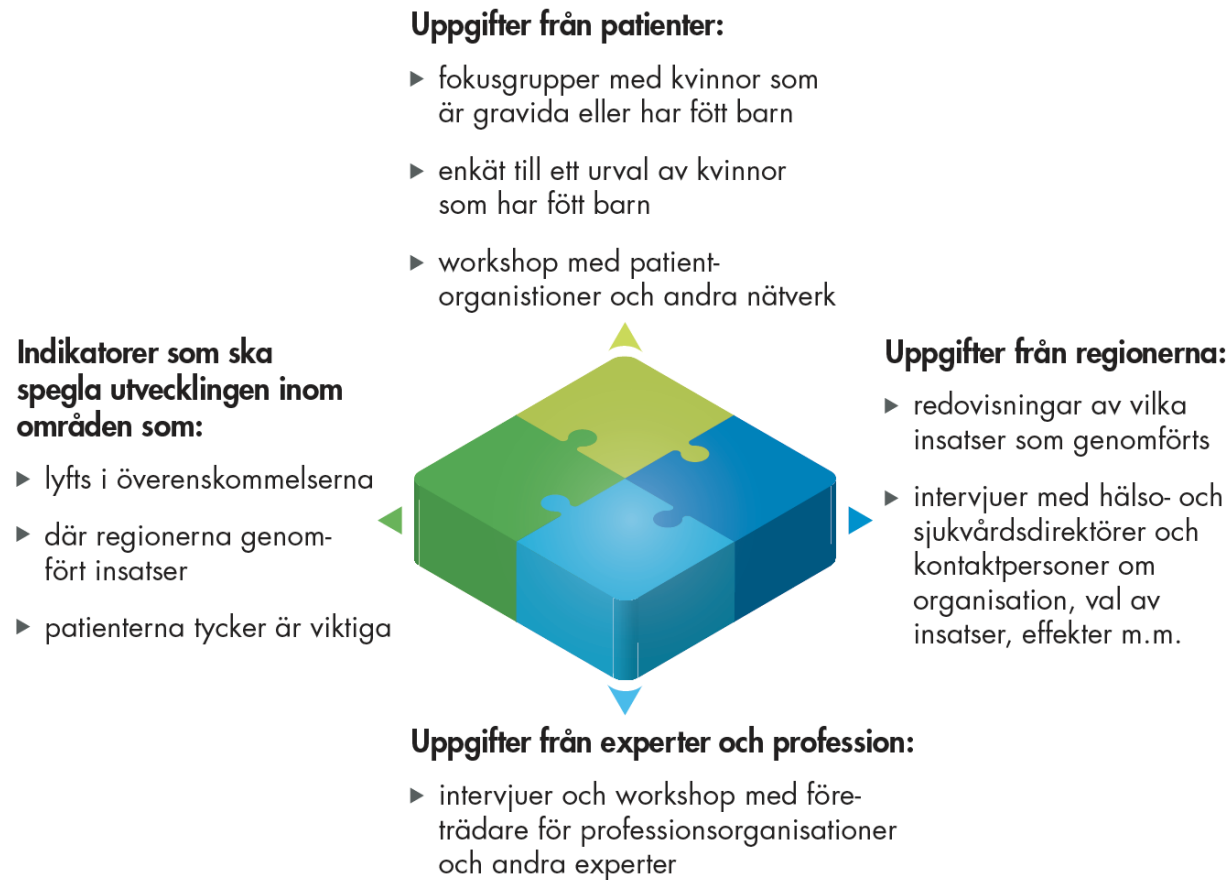 Uppgifter från patienter:
▶ fokusgrupper med kvinnor som
är gravida eller har fött barn
▶ enkät till ett urval av kvinnor
som har fött barn
▶ workshop med patient-
organistioner och andra nätverk
Indikatorer som ska
spegla utvecklingen inom
områden som:
▶ lyfts i överenskommelserna
▶ där regionerna genom-
fört insatser
▶ patienterna tycker är viktiga
Uppgifter från regionerna:
▶ redovisningar av vilka
insatser som genomförts
▶ intervjuer med hälso- och
sjukvårdsdirektörer och
kontaktpersoner om
organisation, val av
insatser, effekter m.m.
Uppgifter från experter och profession:
▶ intervjuer och workshop med före-
trädare för professionsorganisationer
och andra experter